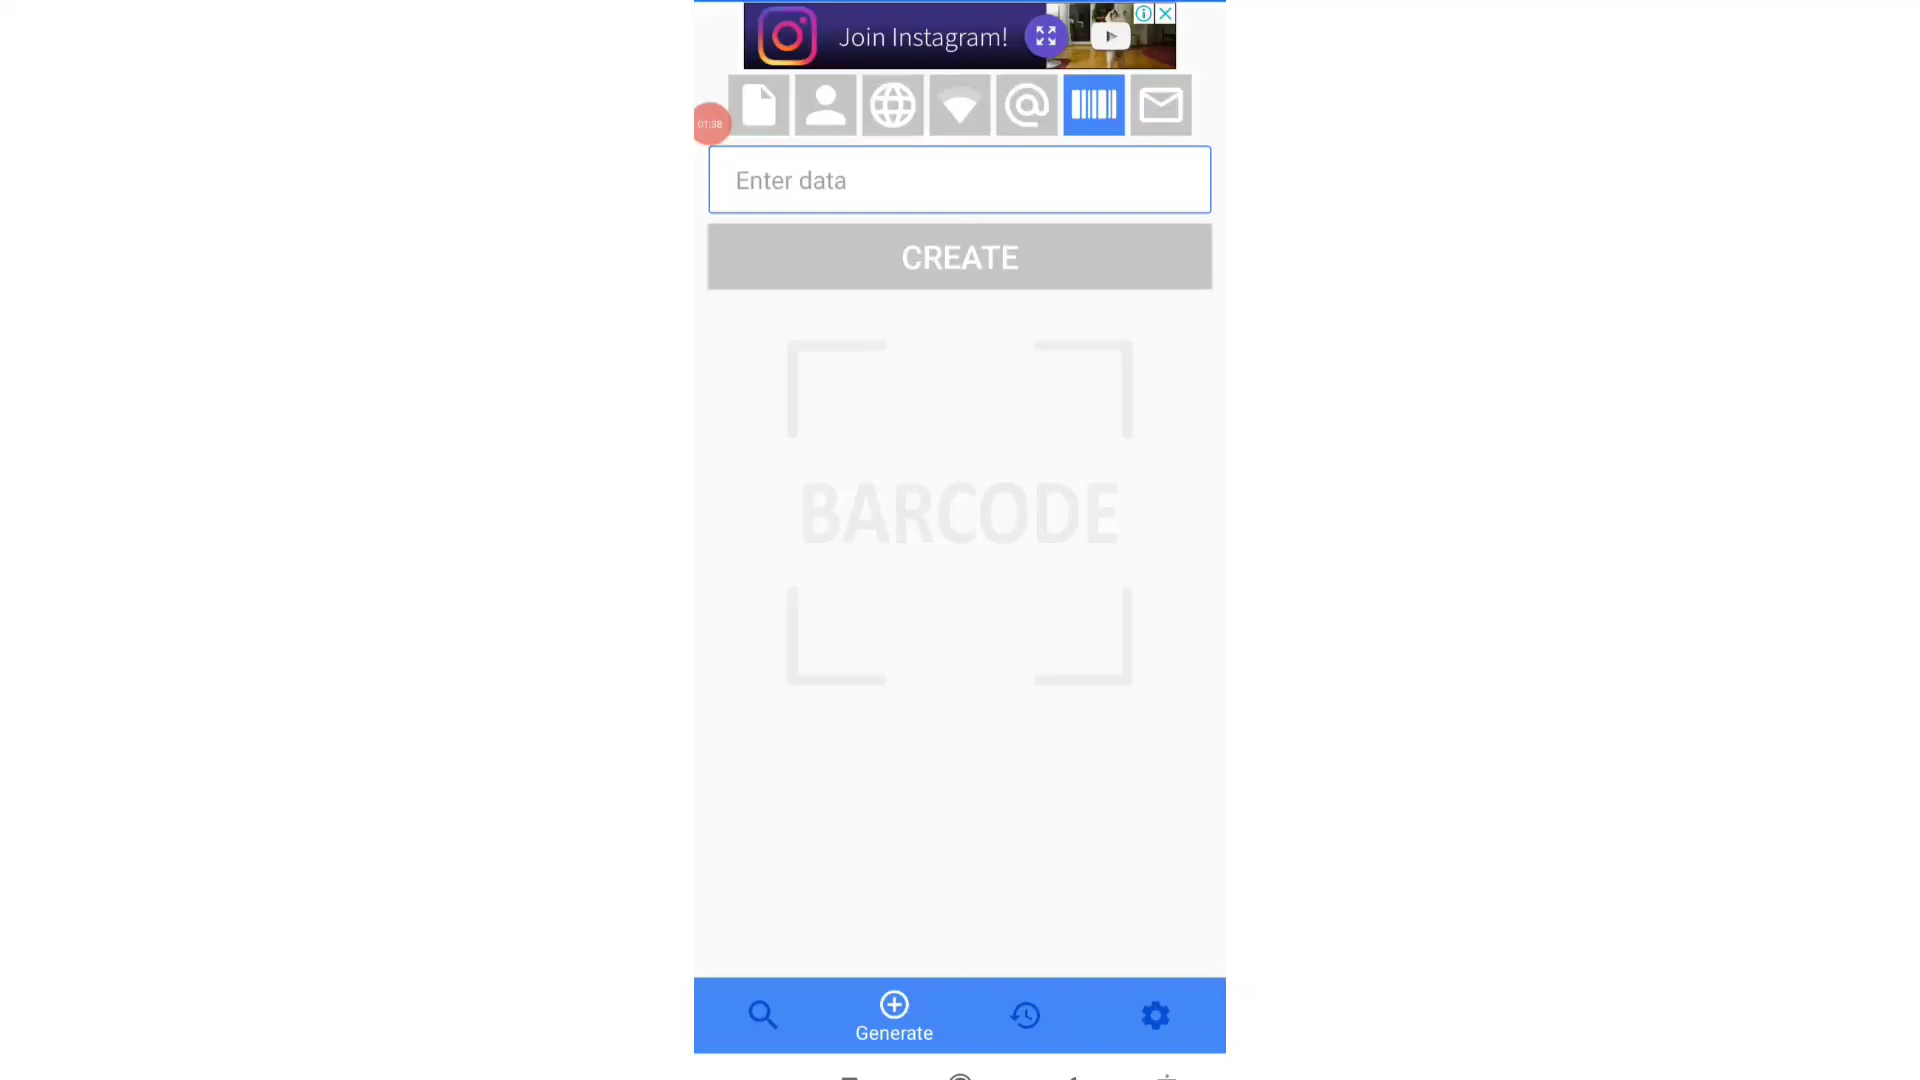 Join Instagram!
01:38
Enter data
CREATE
BARCODE
Generate